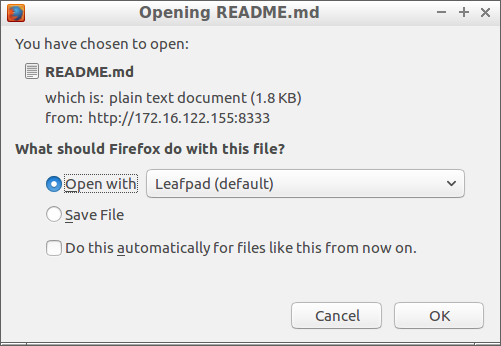 Opening README.md
You have chosen to open:
README.md
which is: plain text document (1.8 KB)
from: http://172.16.122.155:8333
What should Firefox do with this file?
Open with
Leafpad (default)
Save File
Do this automatically for files like this from now on.
Cancel
OK